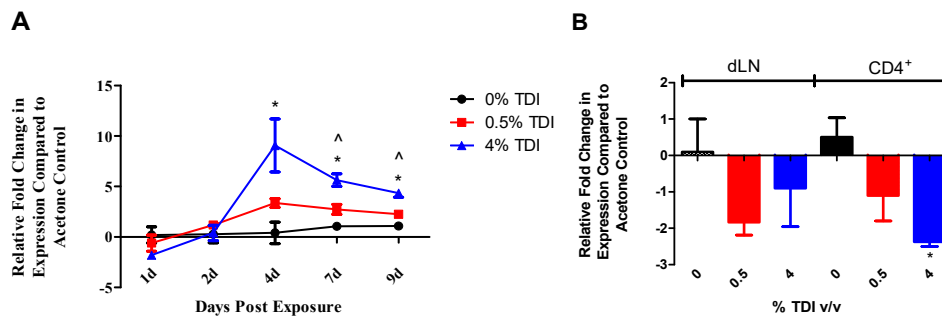 A
Relative Fold Change in
Expression Compared to
Acetone Control
15
10
5
0
-5
*
^
*
^
*
1d
2d
4d
7d
9d
Days Post Exposure
0% TDI
0.5% TDI
4% TDI
B
dLN
CD4+
Relative Fold Change in
Expression Compared to
Acetone Control
2
1
0
-1
-2
-3
*
0
0.5
4
0
0.5
4
% TDI v/v